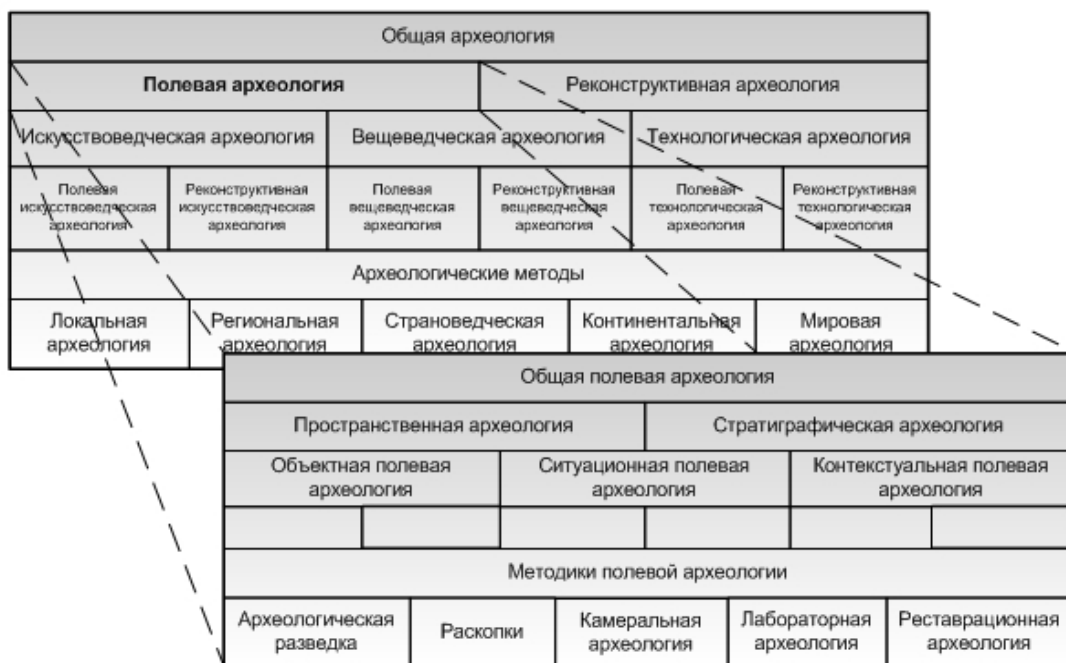 Общая археология
Полевая археология
Реконструктивная археология
Искусствоведческая археология
Вещеведческая археология
Технологическая археология
Полевая
искусствоведческая
археология
Реконструктивная
искусствоведческая
археология
Полевая
вещеведческая
археология
Реконструктивная
вещеведческая
археология
Полевая
технологическая
археология
Реконструктивная
технологическая
археология
Археологические методы
Локальная
археология
Региональная
археология
Страноведческая
археология
Континентальная
археология
Мировая
археология
Общая полевая археология
Пространственная археология
Стратиграфическая археология
Объектная полевая
археология
Ситуационная полевая
археология
Контекстуальная полевая
археология
Методики полевой археологии
Археологическая
разведка
Раскопки
Камеральная
археология
Лабораторная
археология
Реставрационная
археология